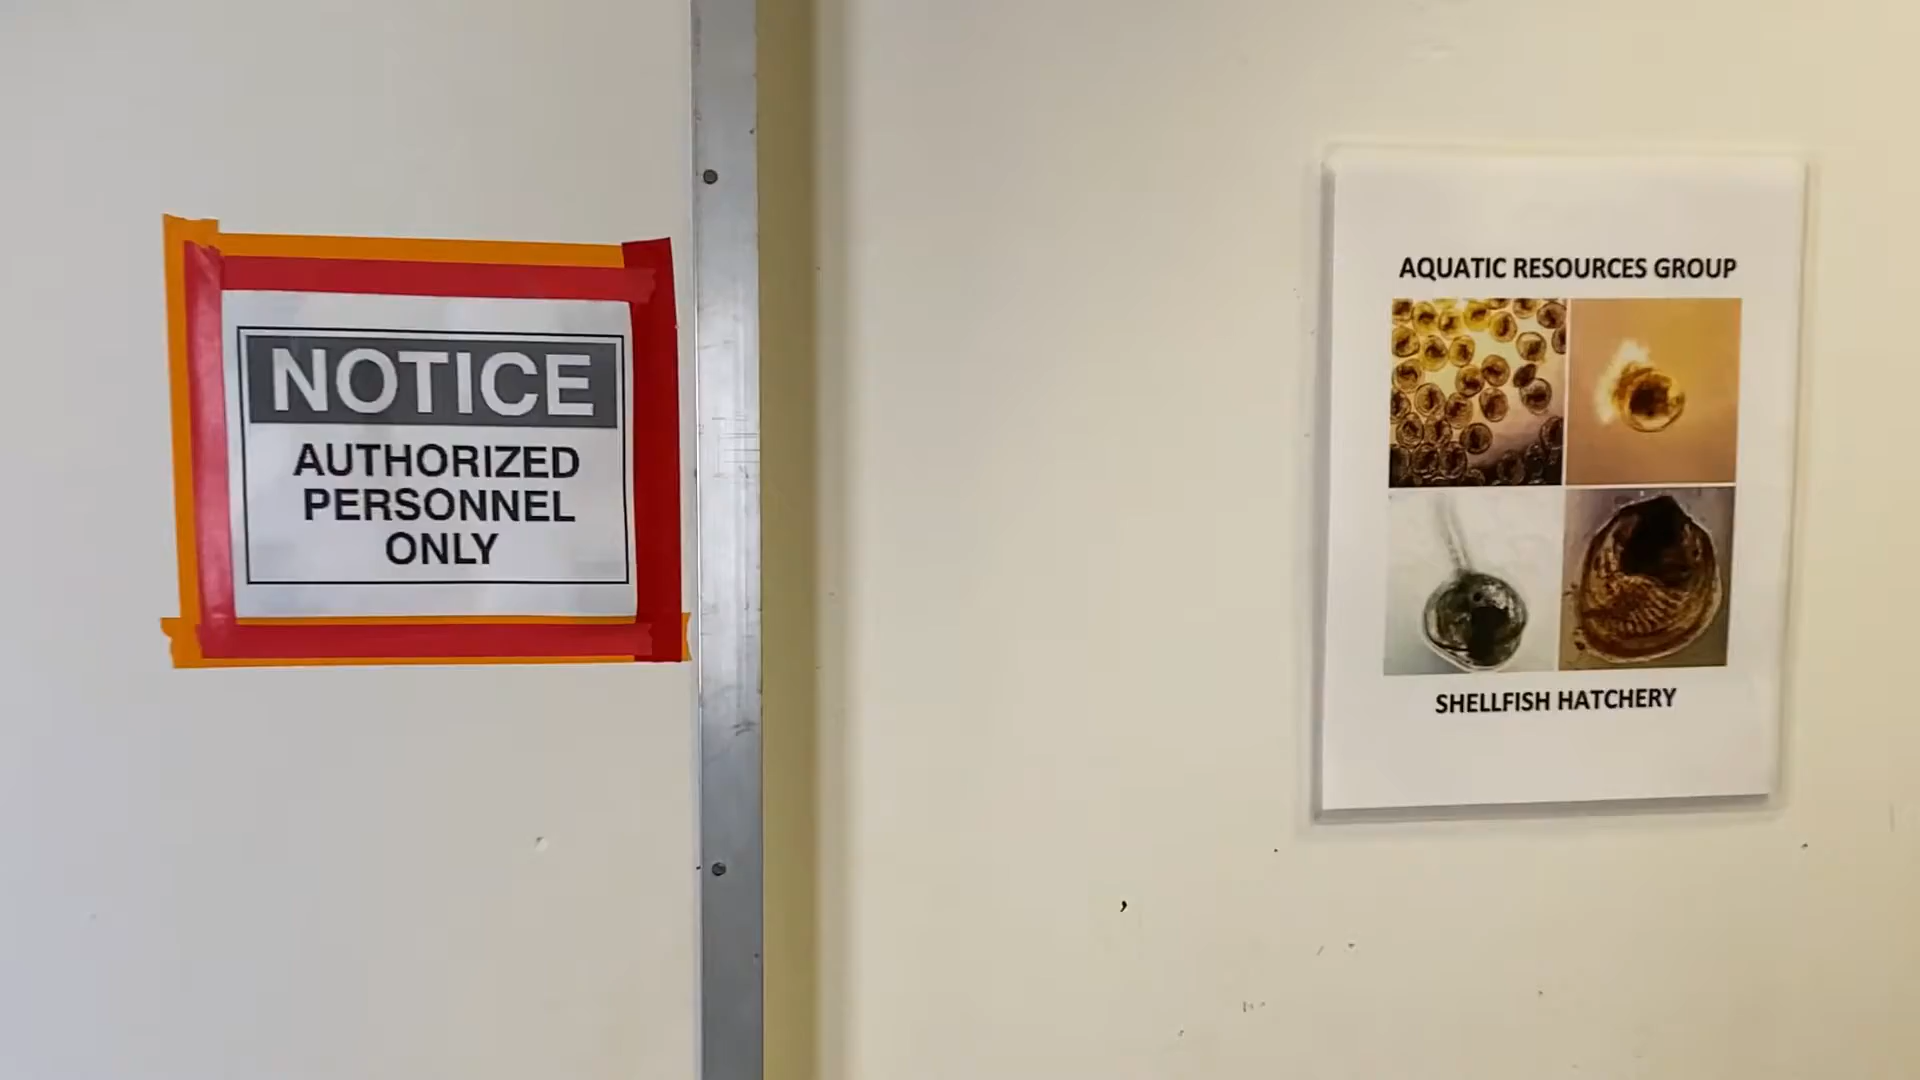 NOTICE
AUTHORIZED
PERSONNEL
ONLY
AQUATIC RESOURCES GROUP
SHELLFISH HATCHERY